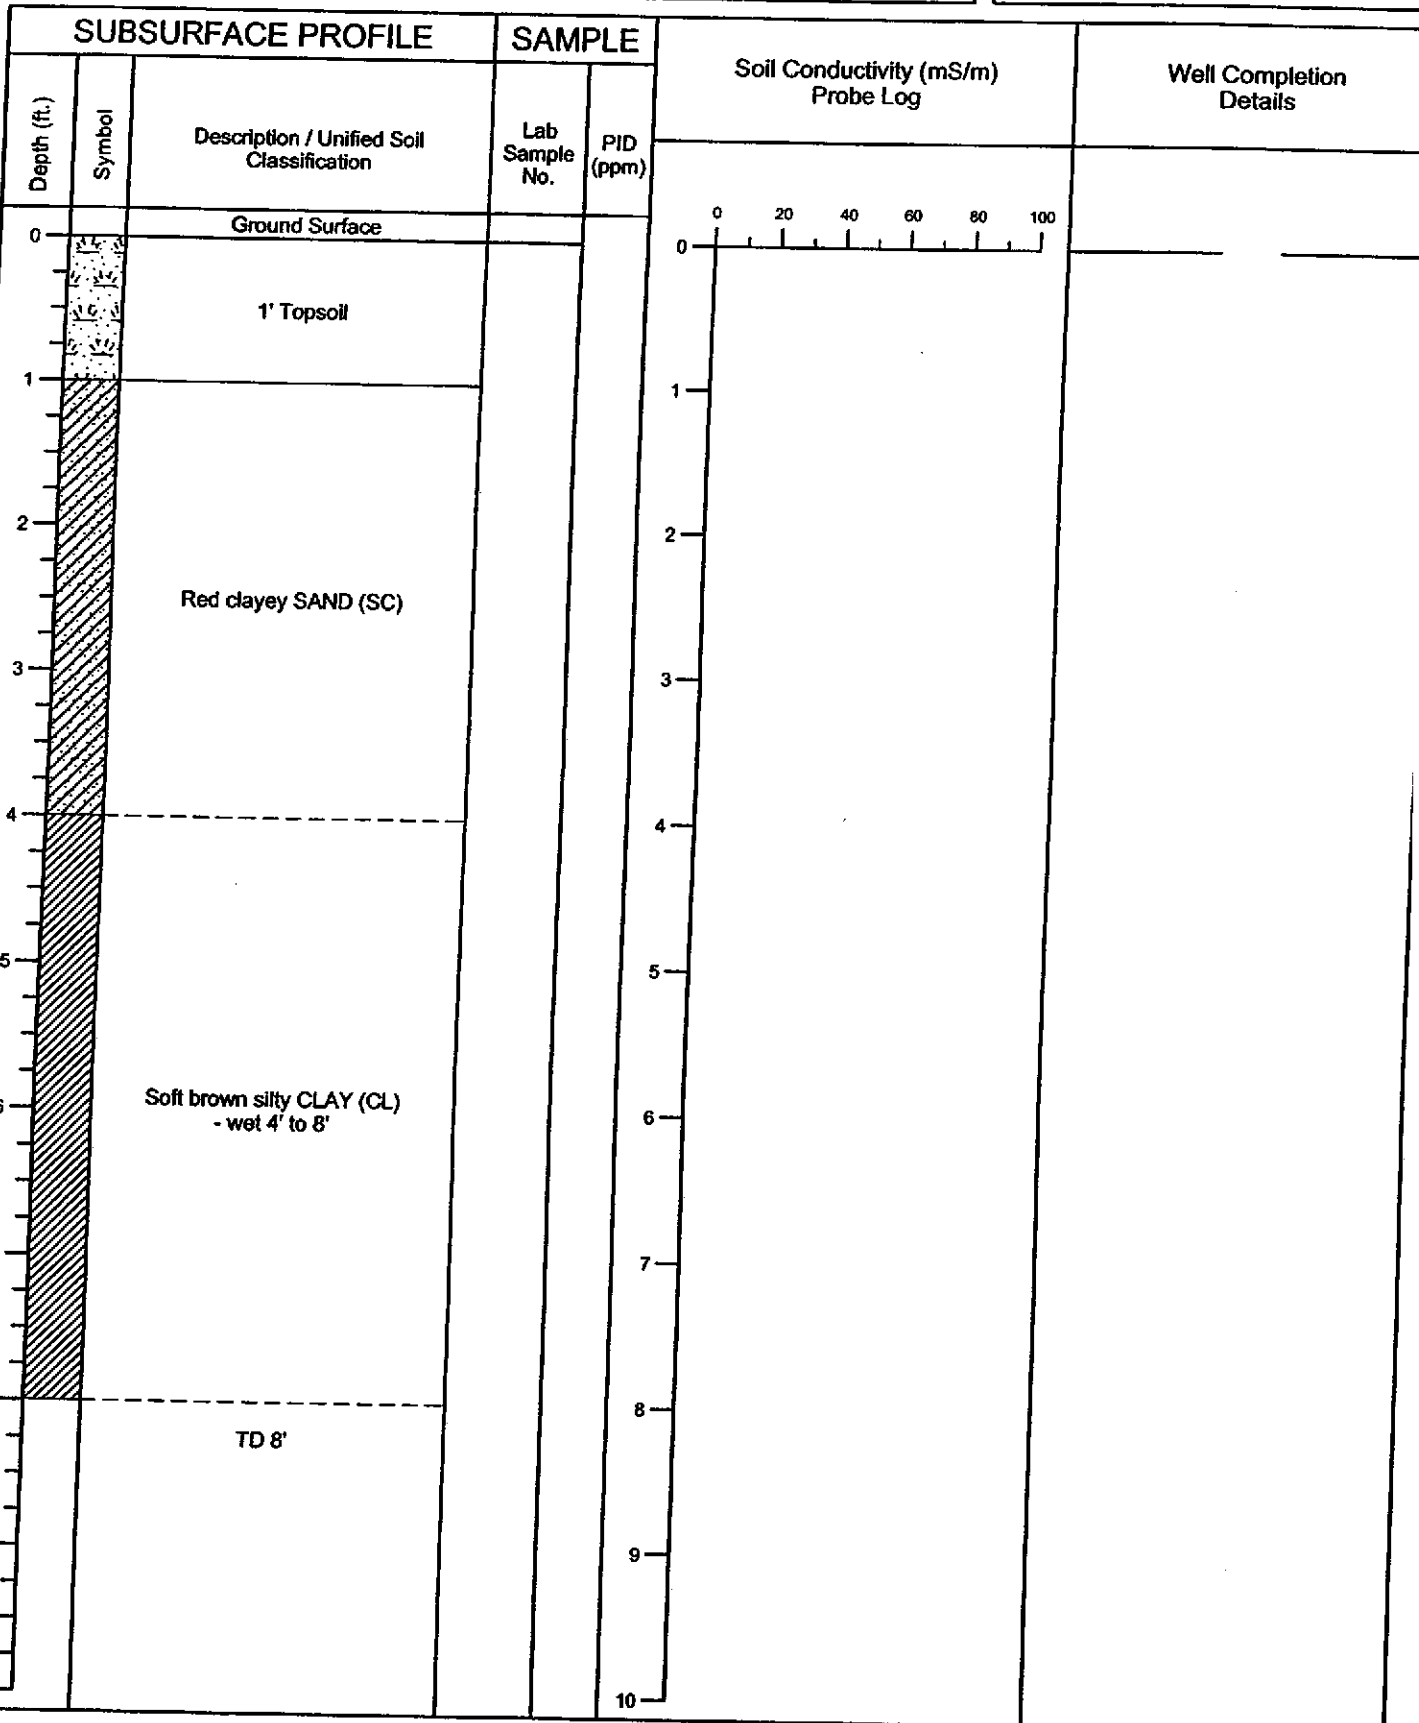 SUBSURFACE PROFILE
SAMPLE
Soil Conductivity (mS/m)
Probe Log
Well Completion
Details
Depth (ft.)
Symbol
Description / Unified Soil
Classification
Lab
Sample
No.
PID
(ppm)
Ground Surface
0 20 40 60 80 100
0
0
1' Topsoil
1
1
2
2
Red clayey SAND (SC)
3
3
4
4
5
5
Soft brown silty CLAY (CL)
- wet 4' to 8'
6
7
8
TD 8'
9
10